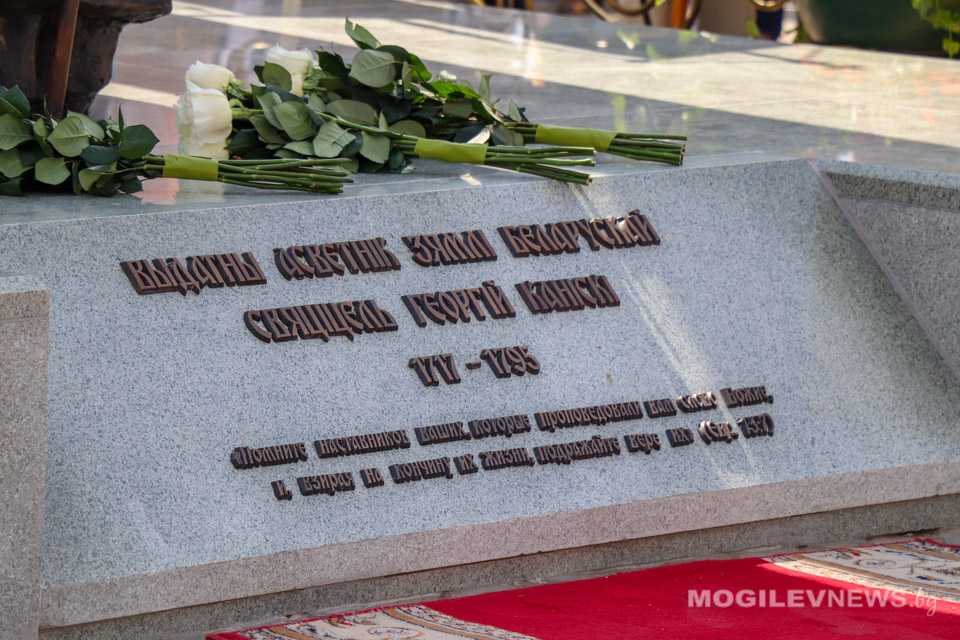 ВЫДАТНЫ АСВЕТНІК ЗЯМЛІ БЕЛАРУСКАЙ
СВЯЦІЦЕЛЬ ГЕОРГІЙ КАНІСКІ
1717 - 1795
«Помните наставников ваших, которые проповедовали вам слово Божие,
и, взирая на кончину их жизни, подражайте вере их» (Евр. 13:7)
MOGILEVNEWS.by